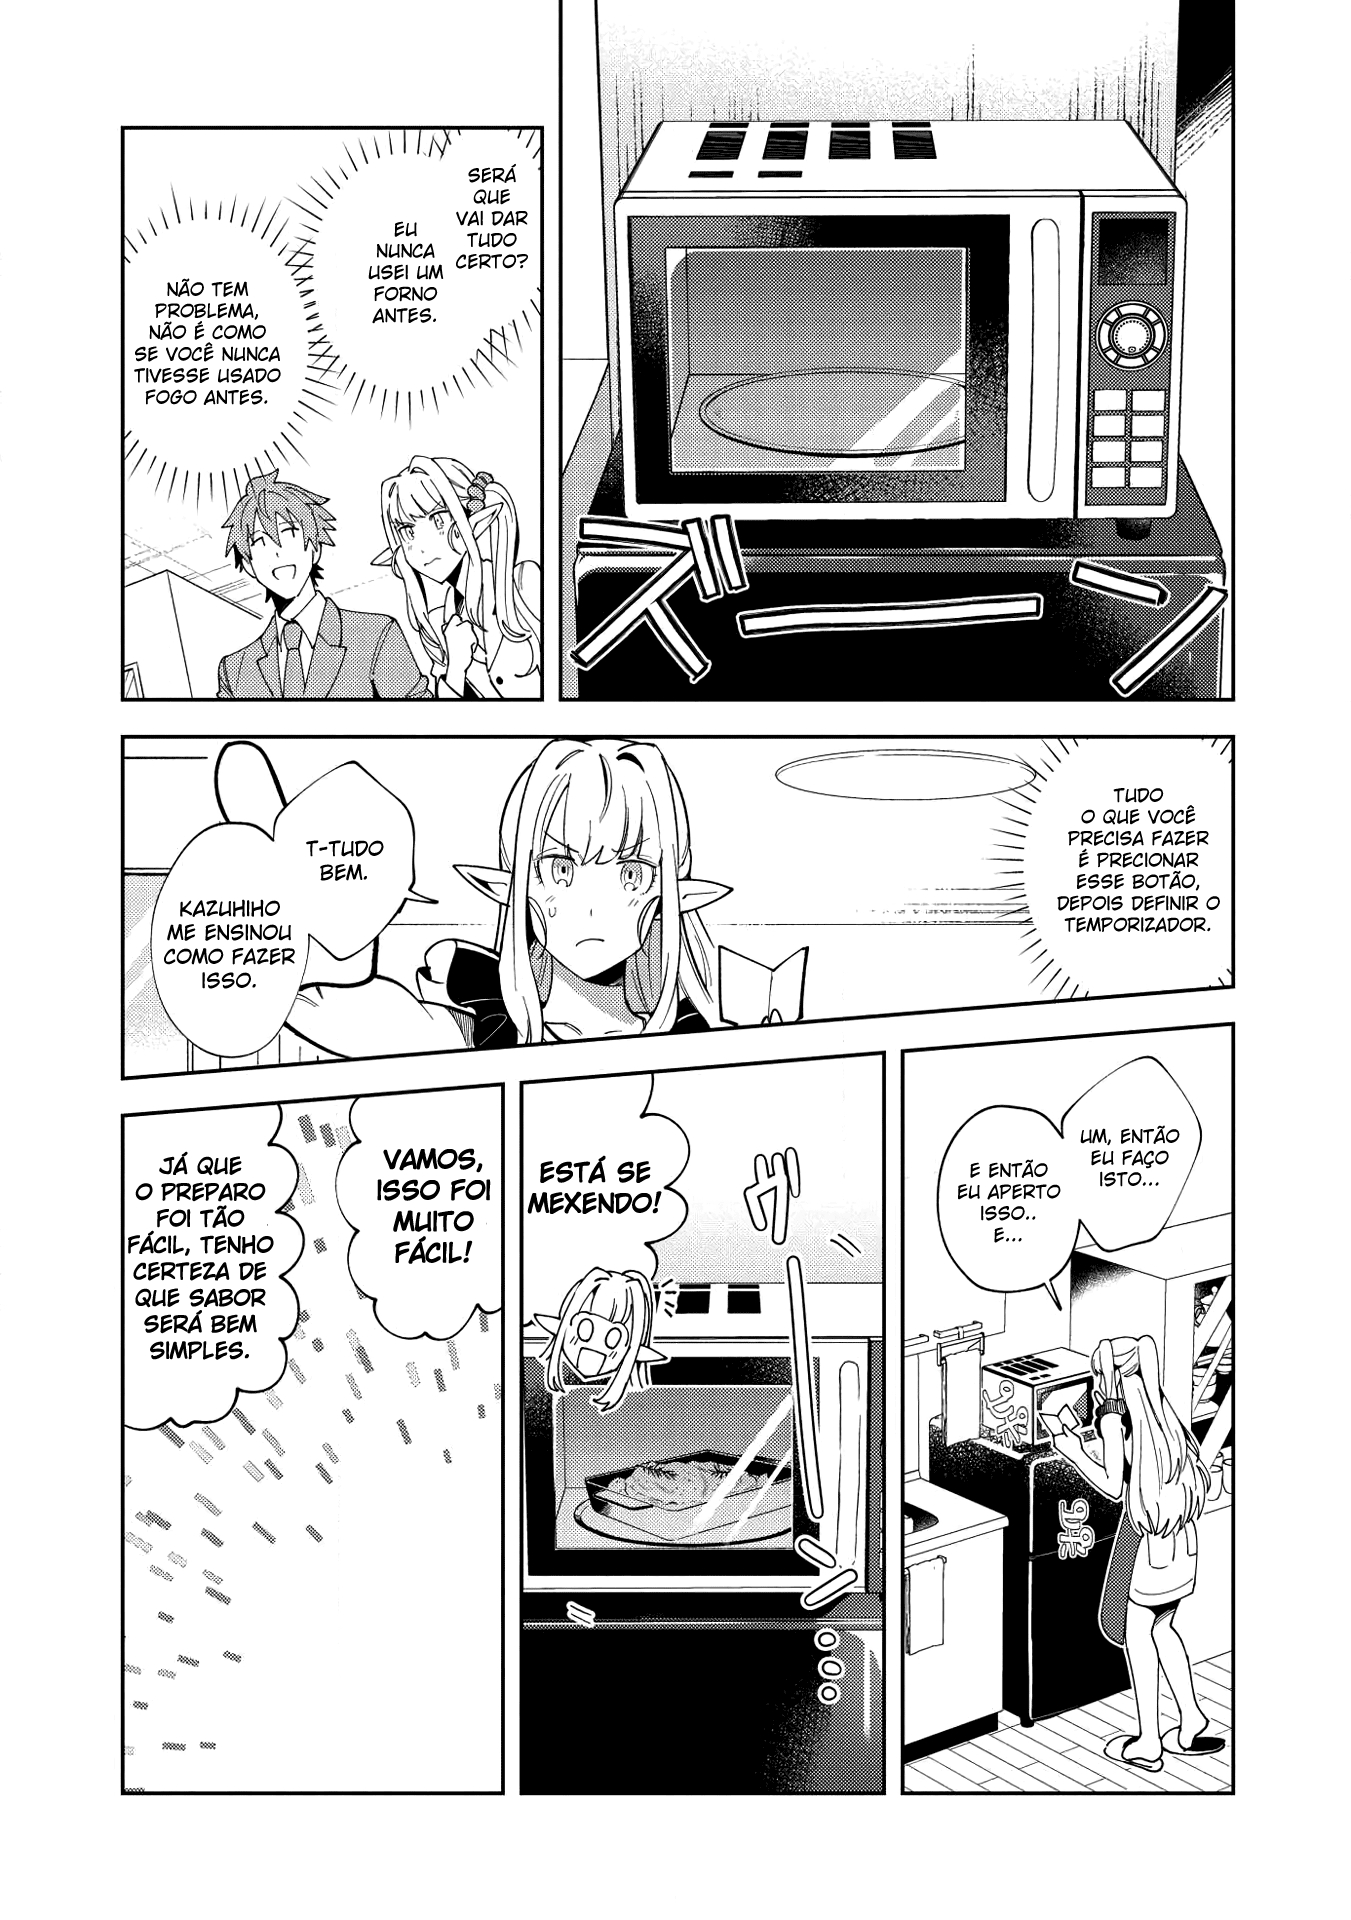 SERÁ
QUE
VAI DAR
TUDO
CERTO?
EU
NUNCA
USEI UM
FORNO
ANTES.
NÃO TEM
PROBLEMA,
NÃO É COMO
SE VOCÊ NUNCA
TIVESSE USADO
FOGO ANTES.
TUDO
O QUE VOCÊ
PRECISA FAZER
É PRECIONAR
ESSE BOTÃO,
DEPOIS DEFINIR O
TEMPORIZADOR.
T-TUDO
BEM.
KAZUHIHO
ME ENSINOU
COMO FAZER
ISSO.
UM, ENTÃO
EU FAÇO
ISTO...
E ENTÃO
EU APERTO
ISSO..
E...
ESTÁ SE
MEXENDO!
VAMOS,
ISSO FOI
MUITO
FÁCIL!
JÁ QUE
O PREPARO
FOI TÃO
FÁCIL, TENHO
CERTEZA DE
QUE SABOR
SERÁ BEM
SIMPLES.